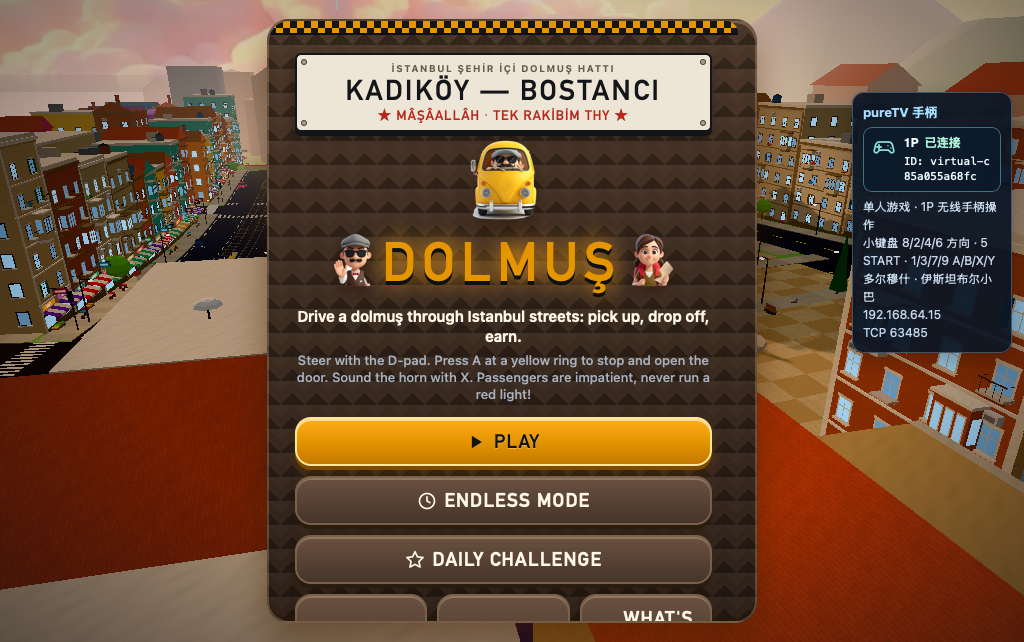 İSTANBUL ŞEHİR İÇİ DOLMUŞ HATTI
KADIKÖY — BOSTANCI
★ MÂŞÂALLÂH · TEK RAKİBİM THY ★
DOLMUŞ
Drive a dolmuş through Istanbul streets: pick up, drop off,
earn.
Steer with the D-pad. Press A at a yellow ring to stop and open the
door. Sound the horn with X. Passengers are impatient, never run a
red light!
PLAY
ENDLESS MODE
DAILY CHALLENGE
WHAT'S
pureTV 手柄
1P 已连接
ID: virtual-c
85a055a68fc
单人游戏 · 1P 无线手柄操
作
小键盘 8/2/4/6 方向 · 5
START · 1/3/7/9 A/B/X/Y
多尔穆什 · 伊斯坦布尔小
巴
192.168.64.15
TCP 63485